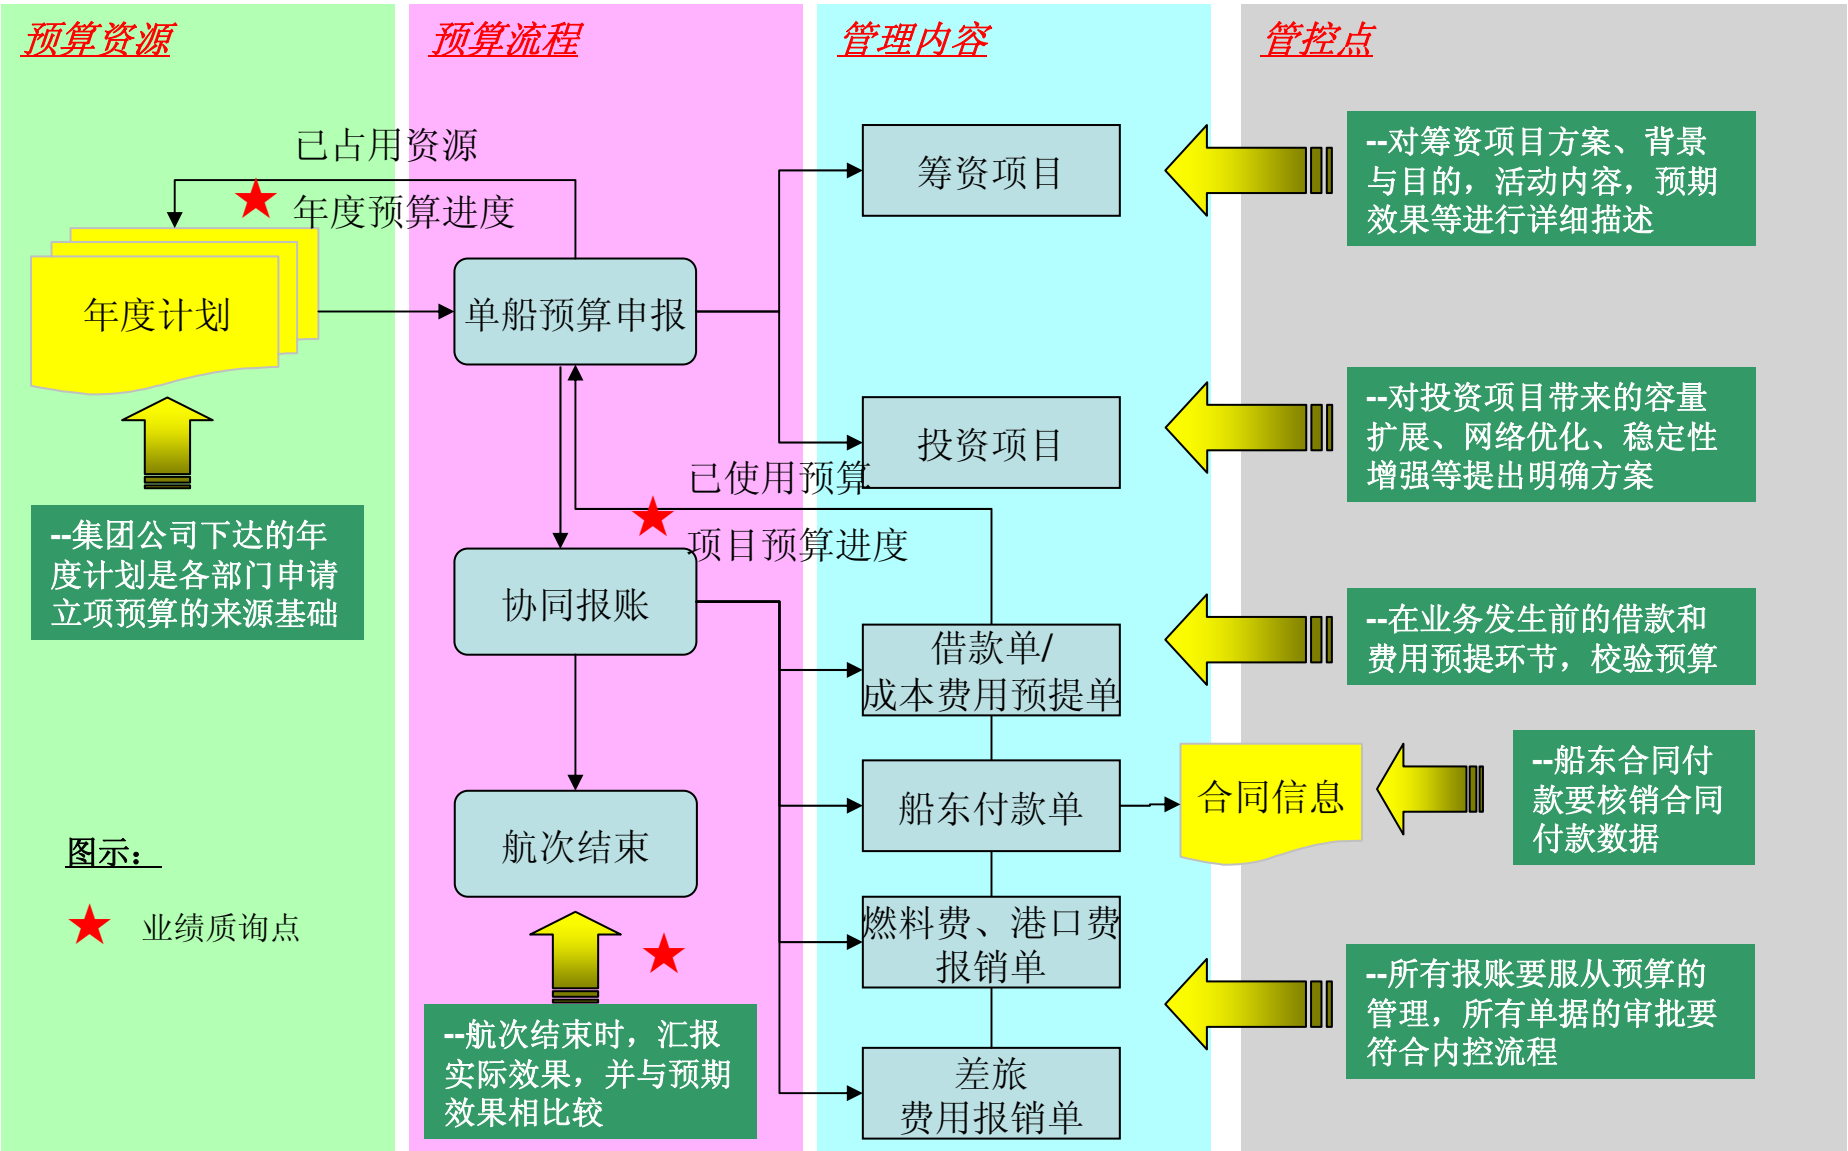 预算资源
预算流程
管理内容
管控点
已占用资源
年度预算进度
年度计划
单船预算申报
筹资项目
--对筹资项目方案、背景
与目的，活动内容，预期
效果等进行详细描述
投资项目
--对投资项目带来的容量
扩展、网络优化、稳定性
增强等提出明确方案
已使用预算
项目预算进度
--集团公司下达的年
度计划是各部门申请
立项预算的来源基础
协同报账
借款单/
成本费用预提单
--在业务发生前的借款和
费用预提环节，校验预算
船东付款单
合同信息
--船东合同付
款要核销合同
付款数据
航次结束
图示：
业绩质询点
燃料费、港口费
报销单
--所有报账要服从预算的
管理，所有单据的审批要
符合内控流程
--航次结束时，汇报
实际效果，并与预期
效果相比较
差旅
费用报销单